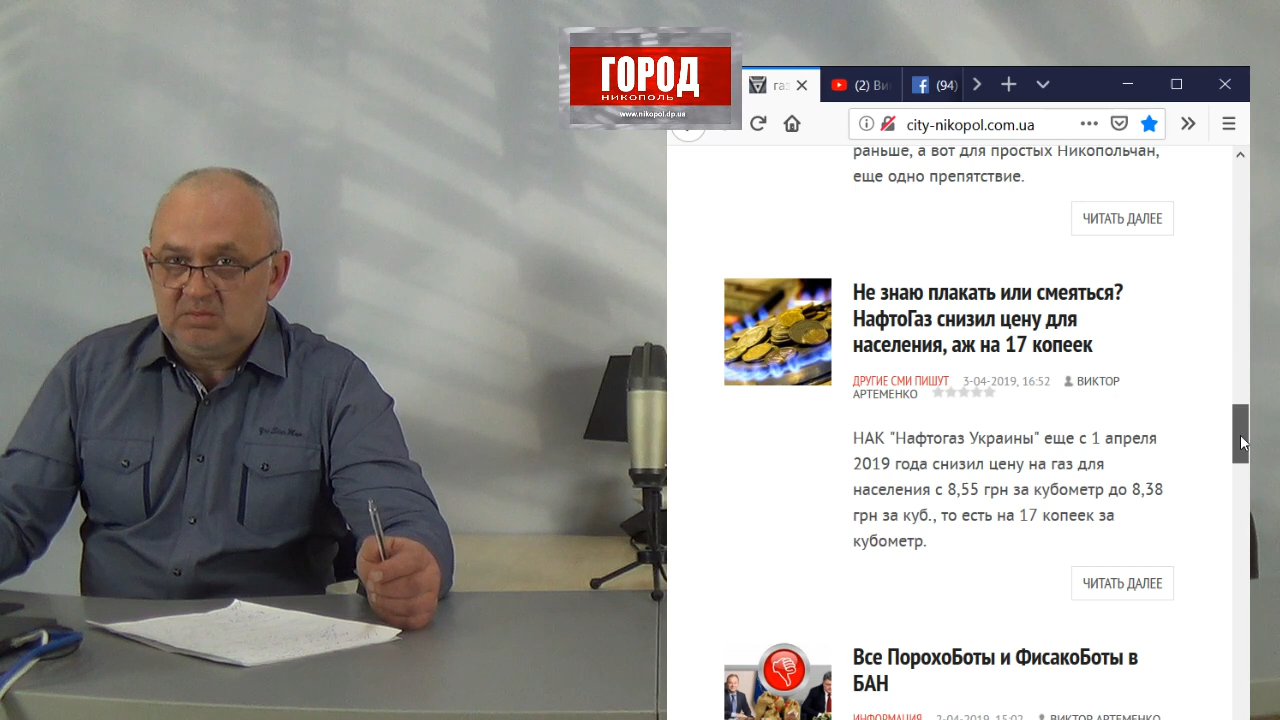 ГОРОД
НИКОПОЛЬ
www.nikopol.dp.ua
газ
(2) Ви
(94)
city-nikopol.com.ua
раньше, а вот для простых Никопольчан,
еще одно препятствие.
ЧИТАТЬ ДАЛЕЕ
Не знаю плакать или смеяться?
НафтоГаз снизил цену для
населения, аж на 17 копеек
ДРУГИЕ СМИ ПИШУТ 3-04-2019, 16:52 ВИКТОР
АРТЕМЕНКО
НАК "Нафтогаз Украины" еще с 1 апреля
2019 года снизил цену на газ для
населения с 8,55 грн за кубометр до 8,38
грн за куб., то есть на 17 копеек за
кубометр.
ЧИТАТЬ ДАЛЕЕ
Все ПорохоБоты и ФисакоБоты в
БАН
ИНФОРМАЦИЯ 2-04-2019, 15:02 ВИКТОР АРТЕМЕНКО